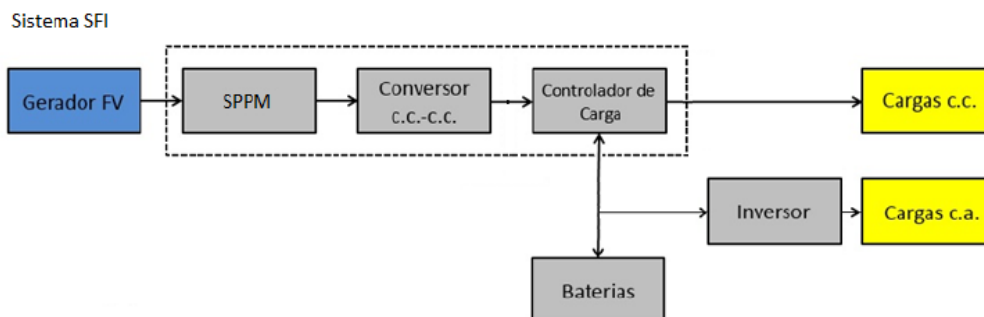 Sistema SFI
Gerador FV
SPPM
Conversor
c.c.-c.c.
Controlador de
Carga
Cargas c.c.
Inversor
Cargas c.a.
Baterias